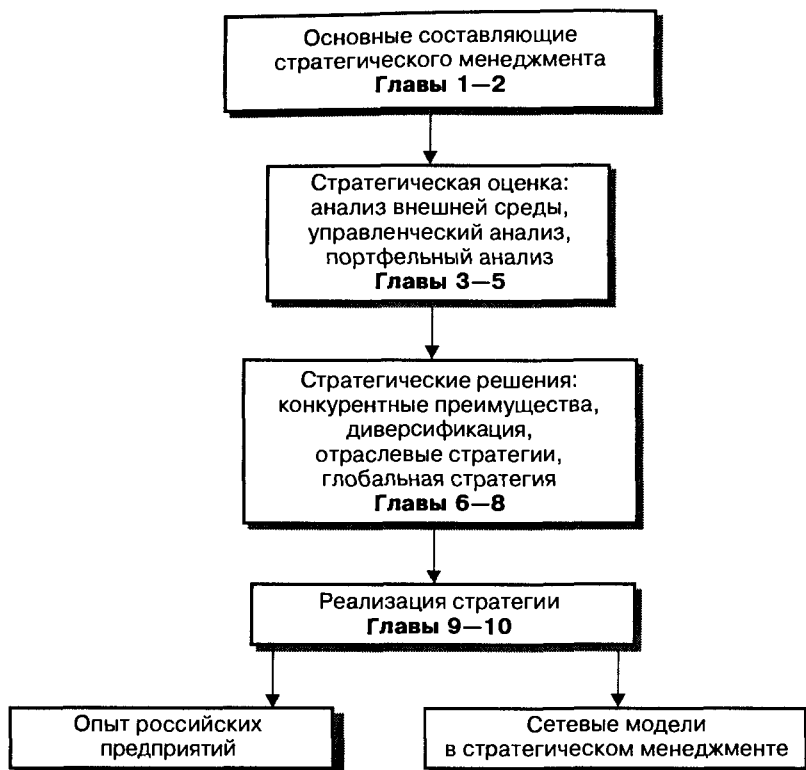 Основные составляющие
стратегического менеджмента
Главы 1—2
Стратегическая оценка:
анализ внешней среды,
управленческий анализ,
портфельный анализ
Главы 3—5
Стратегические решения:
конкурентные преимущества,
диверсификация,
отраслевые стратегии,
глобальная стратегия
Главы 6—8
Реализация стратегии
Главы 9—10
Опыт российских
предприятий
Сетевые модели
в стратегическом менеджменте